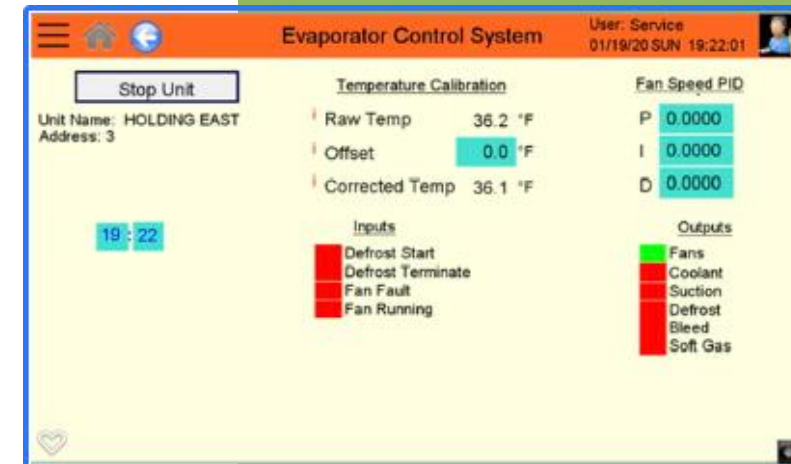 Evaporator Control System
User: Service
01/19/20 SUN 19:22:01
Stop Unit
Unit Name: HOLDING EAST
Address: 3
19 : 22
Temperature Calibration
Raw Temp 36.2 °F
Offset 0.0 °F
Corrected Temp 36.1 °F
Fan Speed PID
P 0.0000
I 0.0000
D 0.0000
Inputs
Defrost Start
Defrost Terminate
Fan Fault
Fan Running
Outputs
Fans
Coolant
Suction
Defrost
Bleed
Soft Gas